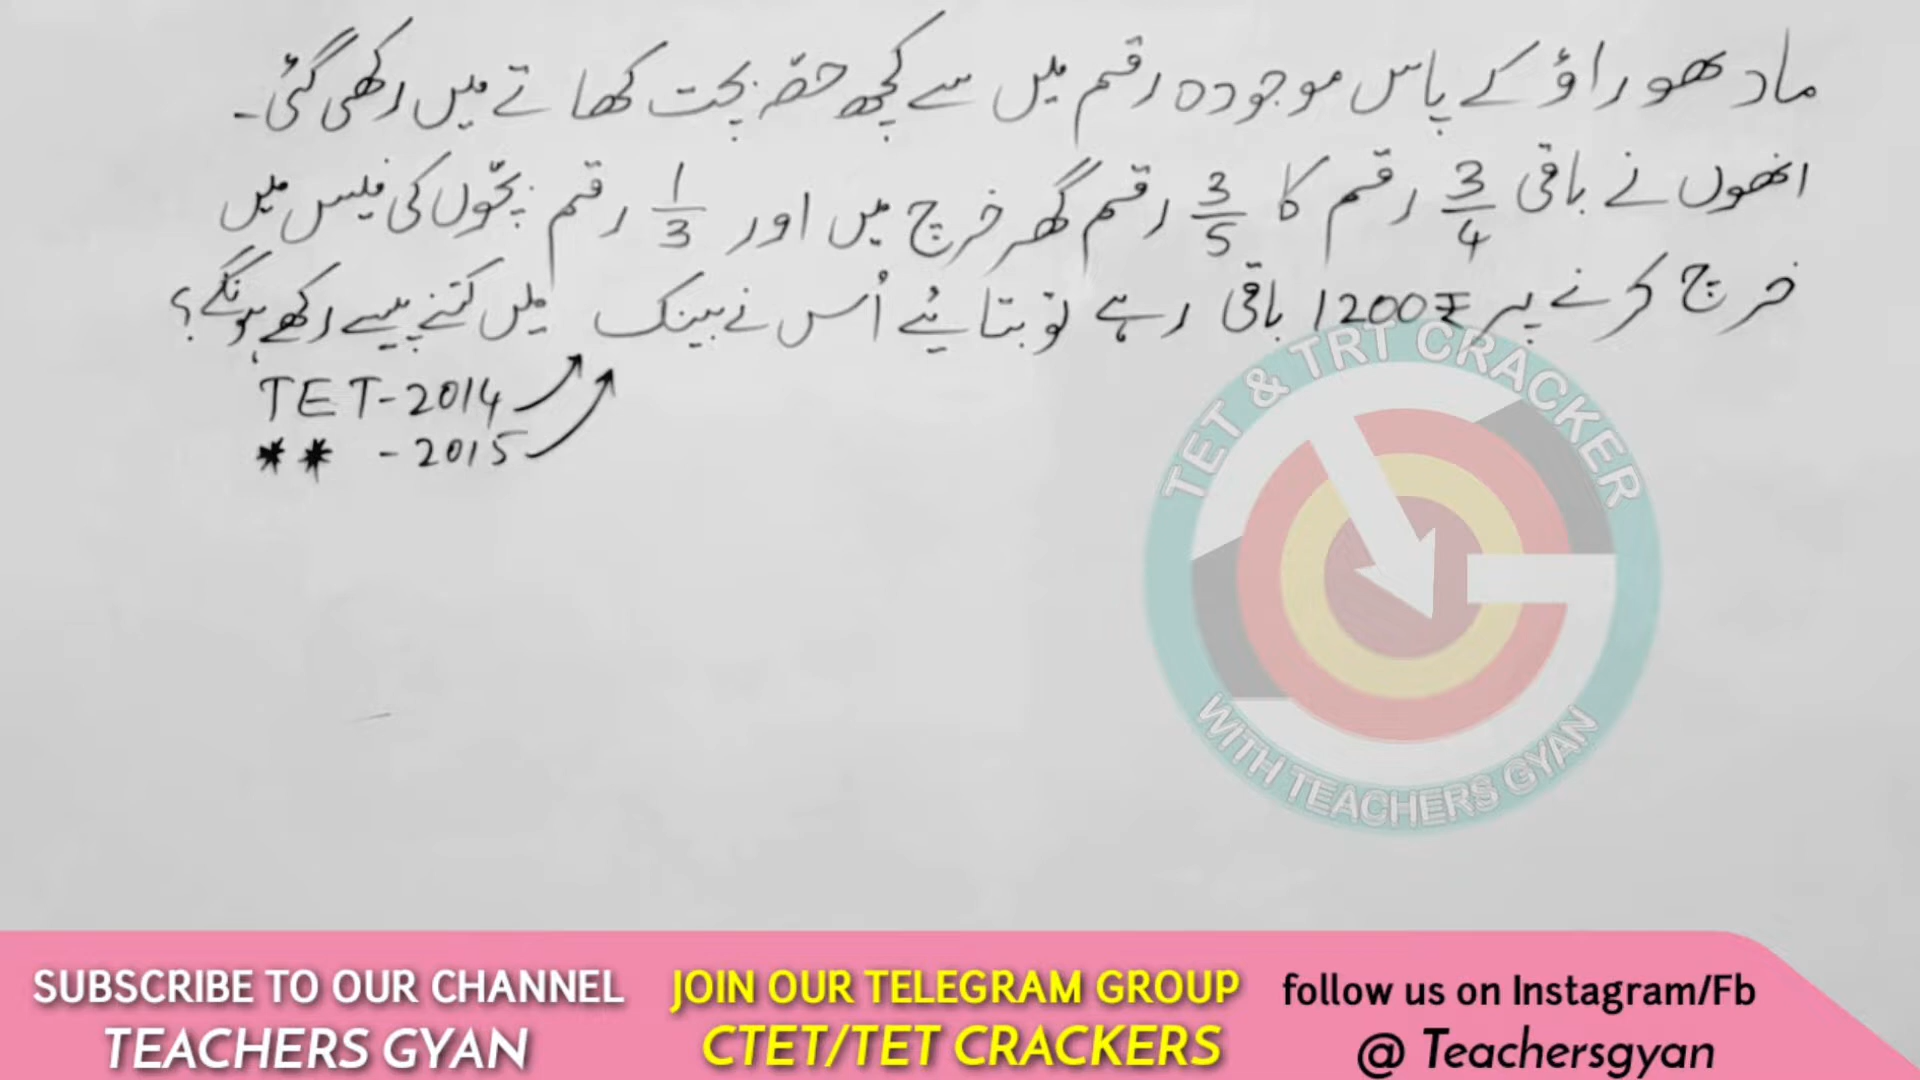 مادھوراؤ کے پاس موجودہ رقم میں سے کچھ حصّہ بچت کھاتے میں رکھی گئی۔
انھوں نے باقی 3/4 رقم کا 3/5 رقم گھر خرچ میں اور 1/3 رقم بچّوں کی فیس میں
خرچ کرنے پر 1200₹ باقی رہے تو بتائیے اُس نے بینک میں کتنے پیسے رکھے ہونگے؟
TET-2014
** -2015
TET & TRT CRACKER
WITH TEACHERS GYAN
SUBSCRIBE TO OUR CHANNEL
TEACHERS GYAN
JOIN OUR TELEGRAM GROUP
CTET/TET CRACKERS
follow us on Instagram/Fb
@ Teachersgyan